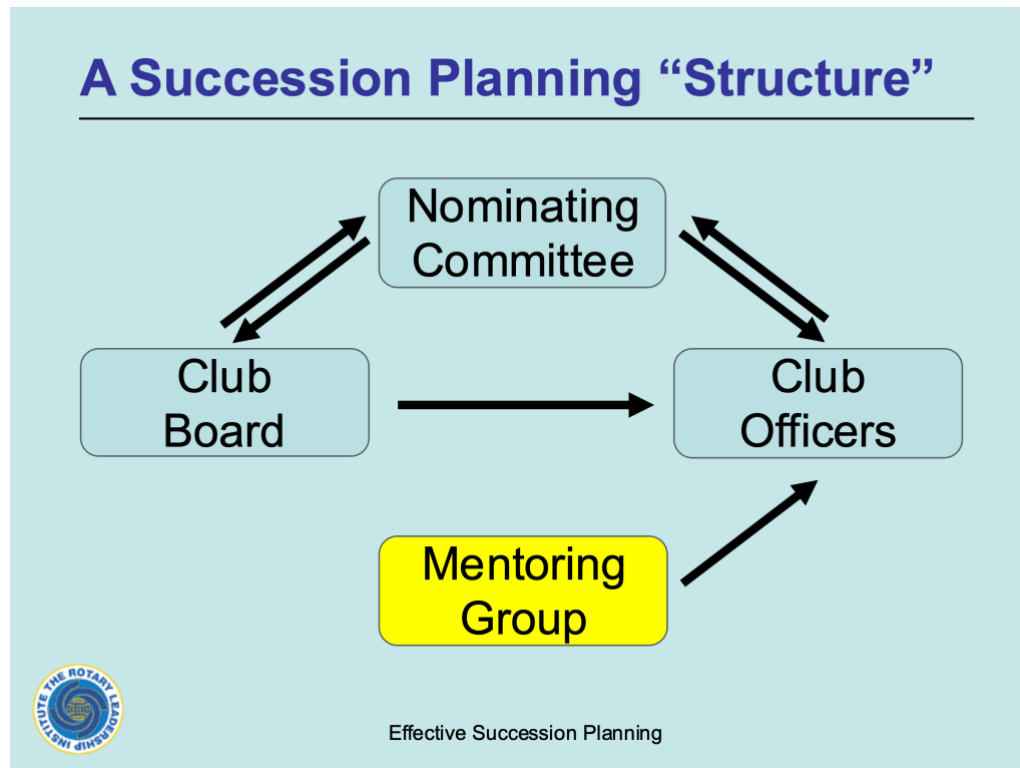 A Succession Planning “Structure”
Nominating
Committee
Club
Board
Club
Officers
Mentoring
Group
THE ROTARY LEADERSHIP INSTITUTE
Effective Succession Planning